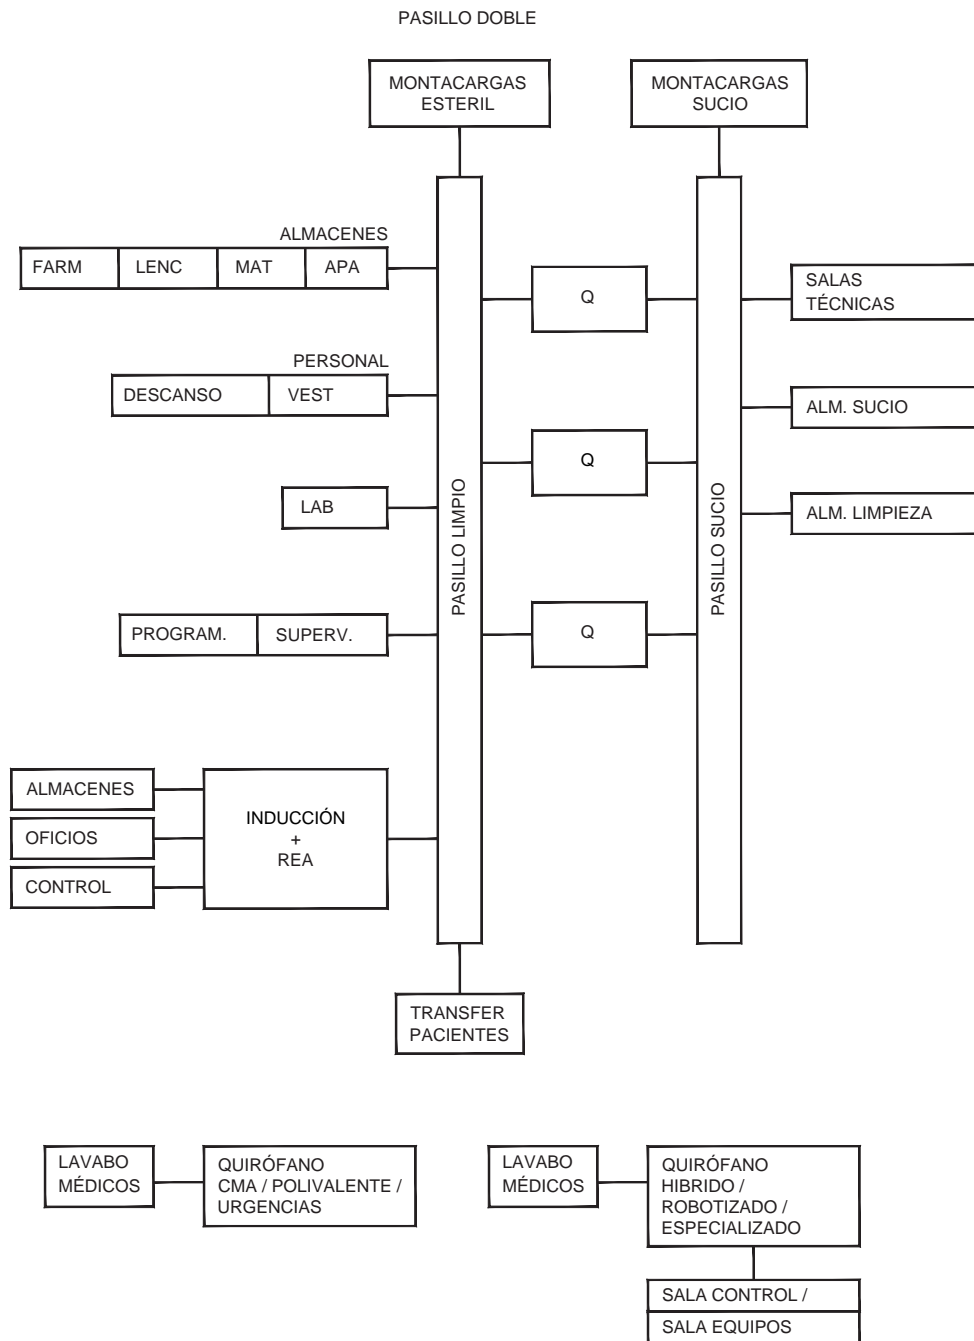 PASILLO DOBLE
MONTACARGAS
ESTERIL
MONTACARGAS
SUCIO
ALMACENES
FARM
LENC
MAT
APA
Q
SALAS
TÉCNICAS
PERSONAL
DESCANSO
VEST
ALM. SUCIO
Q
LAB
PASILLO LIMPIO
PASILLO SUCIO
ALM. LIMPIEZA
PROGRAM.
SUPERV.
Q
ALMACENES
OFICIOS
CONTROL
INDUCCIÓN
+
REA
TRANSFER
PACIENTES
LAVABO
MÉDICOS
QUIRÓFANO
CMA / POLIVALENTE /
URGENCIAS
LAVABO
MÉDICOS
QUIRÓFANO
HIBRIDO /
ROBOTIZADO /
ESPECIALIZADO
SALA CONTROL /
SALA EQUIPOS